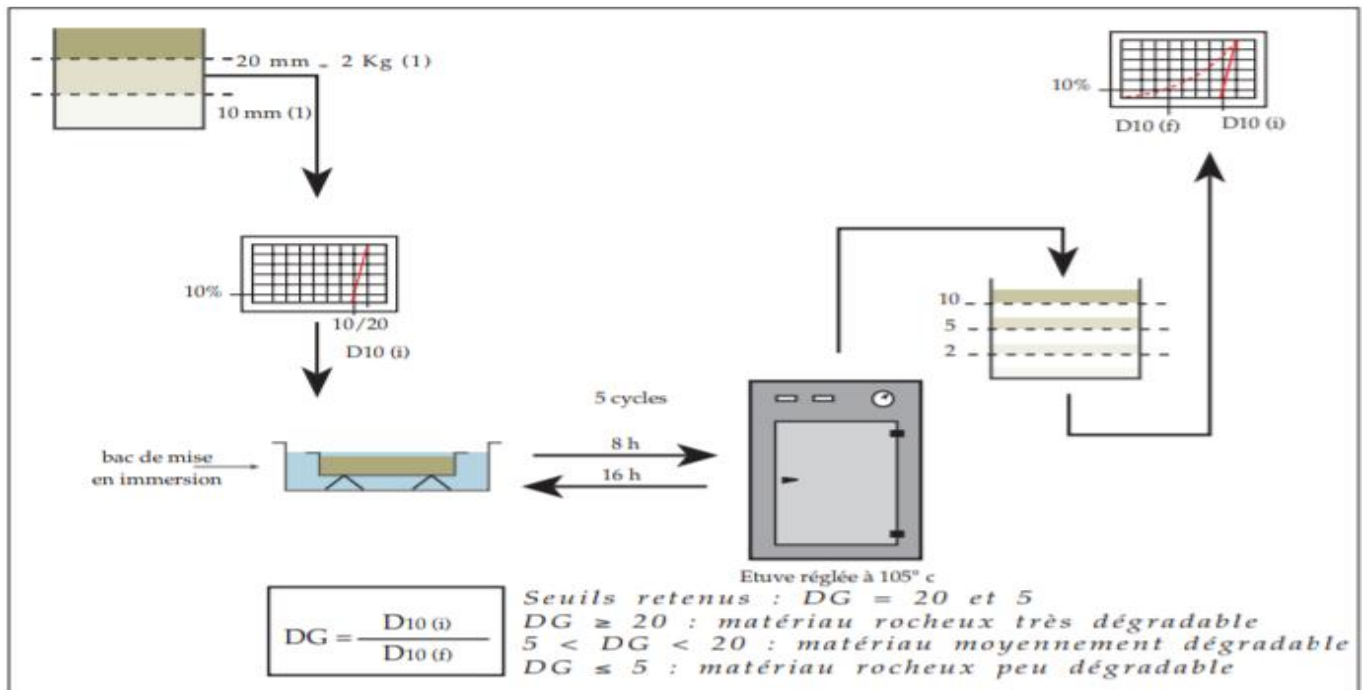 20 mm - 2 Kg (1)
10 mm (1)
10%
10/20
D10 (i)
bac de mise
en immersion
5 cycles
8 h
16 h
Etuve réglée à 105° c
10
5
2
10%
D10 (f)
D10 (i)
DG = D10 (i) / D10 (f)
Seuils retenus : DG = 20 et 5
DG ≥ 20 : matériau rocheux très dégradable
5 < DG < 20 : matériau moyennement dégradable
DG ≤ 5 : matériau rocheux peu dégradable